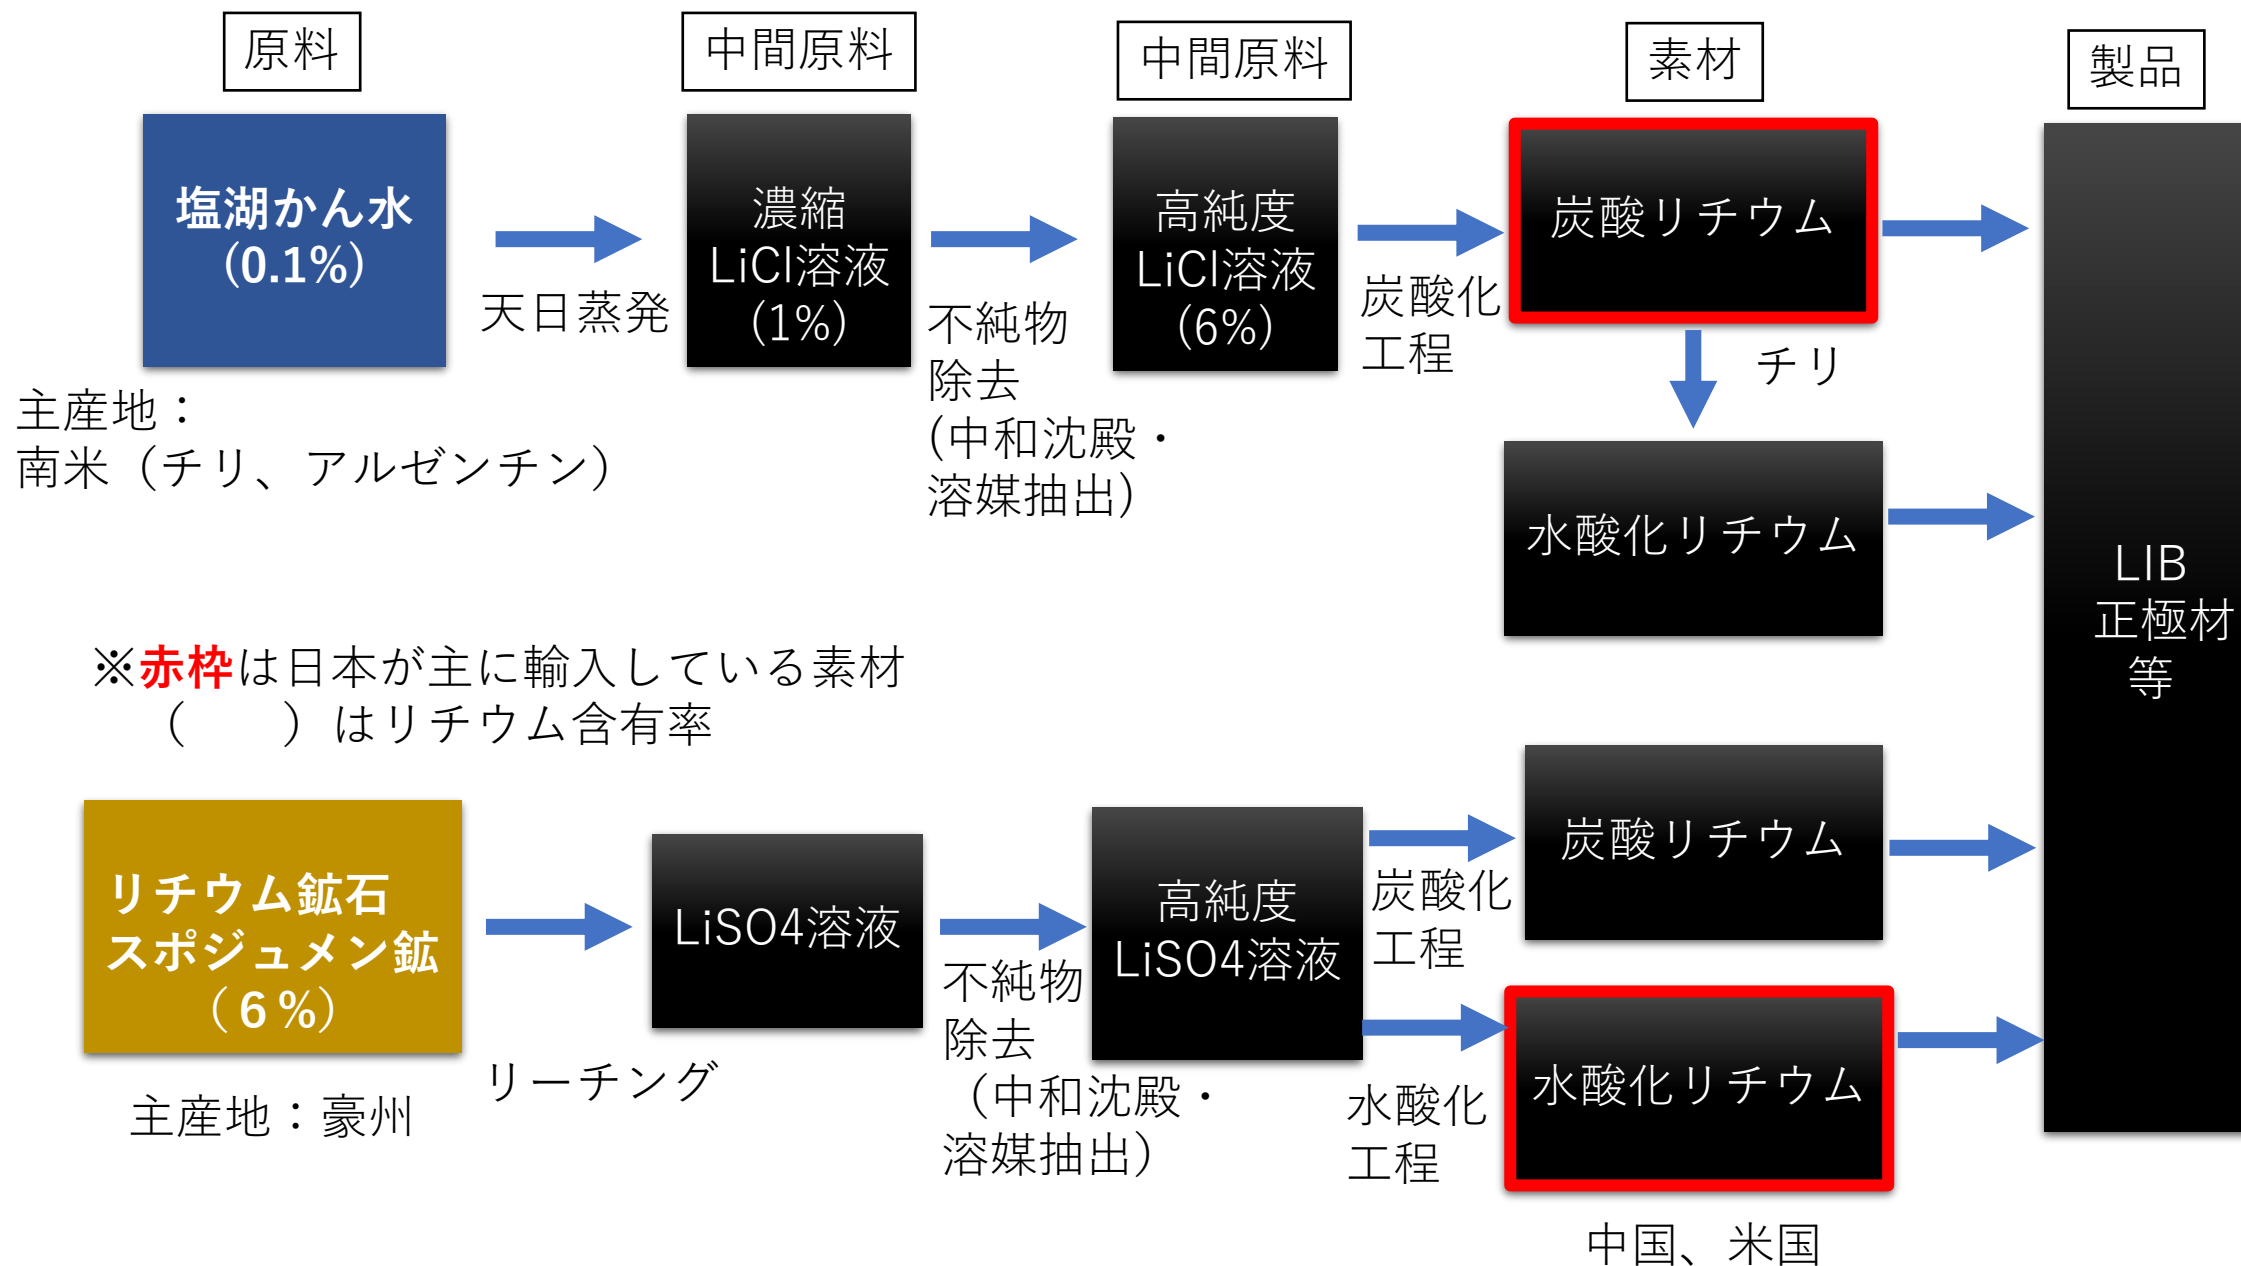 原料
中間原料
中間原料
素材
製品
塩湖かん水
(0.1%)
天日蒸発
主産地：
南米（チリ、アルゼンチン）
濃縮
LiCl溶液
(1%)
不純物
除去
(中和沈殿・
溶媒抽出)
高純度
LiCl溶液
(6%)
炭酸化
工程
炭酸リチウム
チリ
水酸化リチウム
LIB
正極材
等
※赤枠は日本が主に輸入している素材
（　　）はリチウム含有率
リチウム鉱石
スポジュメン鉱
（６%）
主産地：豪州
リーチング
LiSO4溶液
不純物
除去
（中和沈殿・
溶媒抽出）
高純度
LiSO4溶液
炭酸化
工程
炭酸リチウム
水酸化
工程
水酸化リチウム
中国、米国